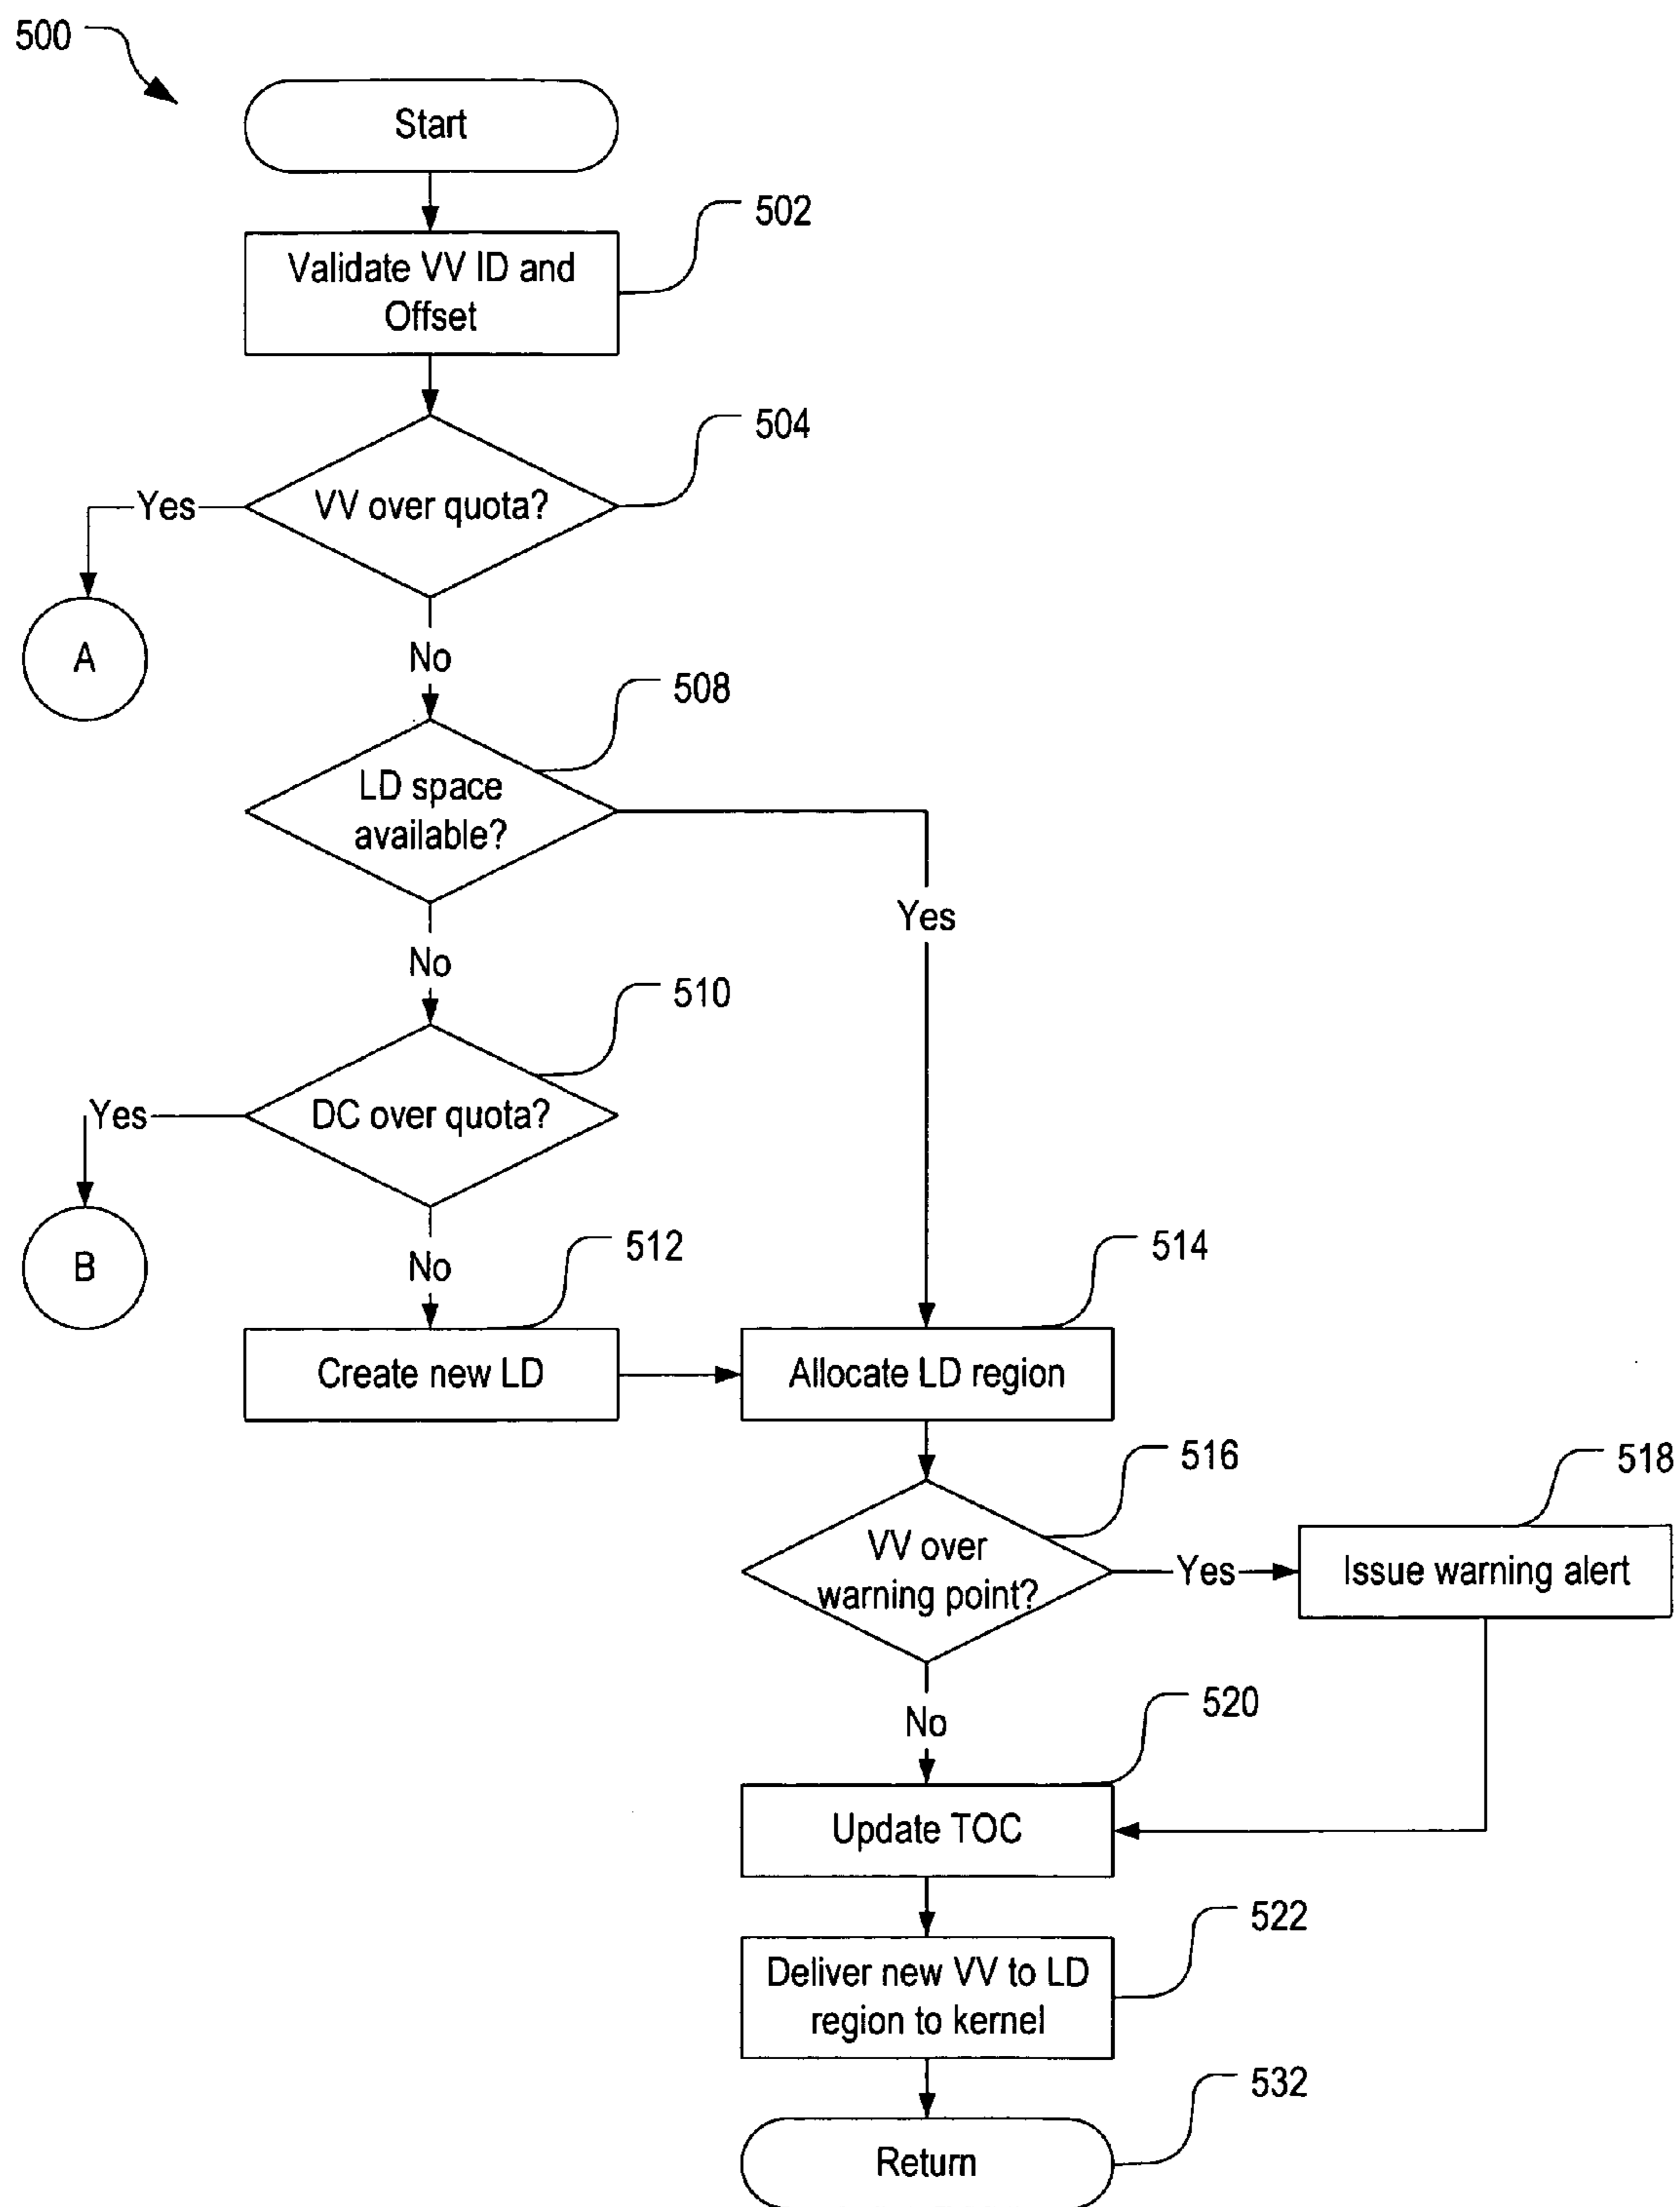 500
Start
502
Validate VV ID and
Offset
504
VV over quota?
Yes
A
No
508
LD space
available?
Yes
No
510
DC over quota?
Yes
B
No
512
514
Create new LD
Allocate LD region
516
518
VV over
warning point?
Yes
Issue warning alert
No
520
Update TOC
522
Deliver new VV to LD
region to kernel
532
Return